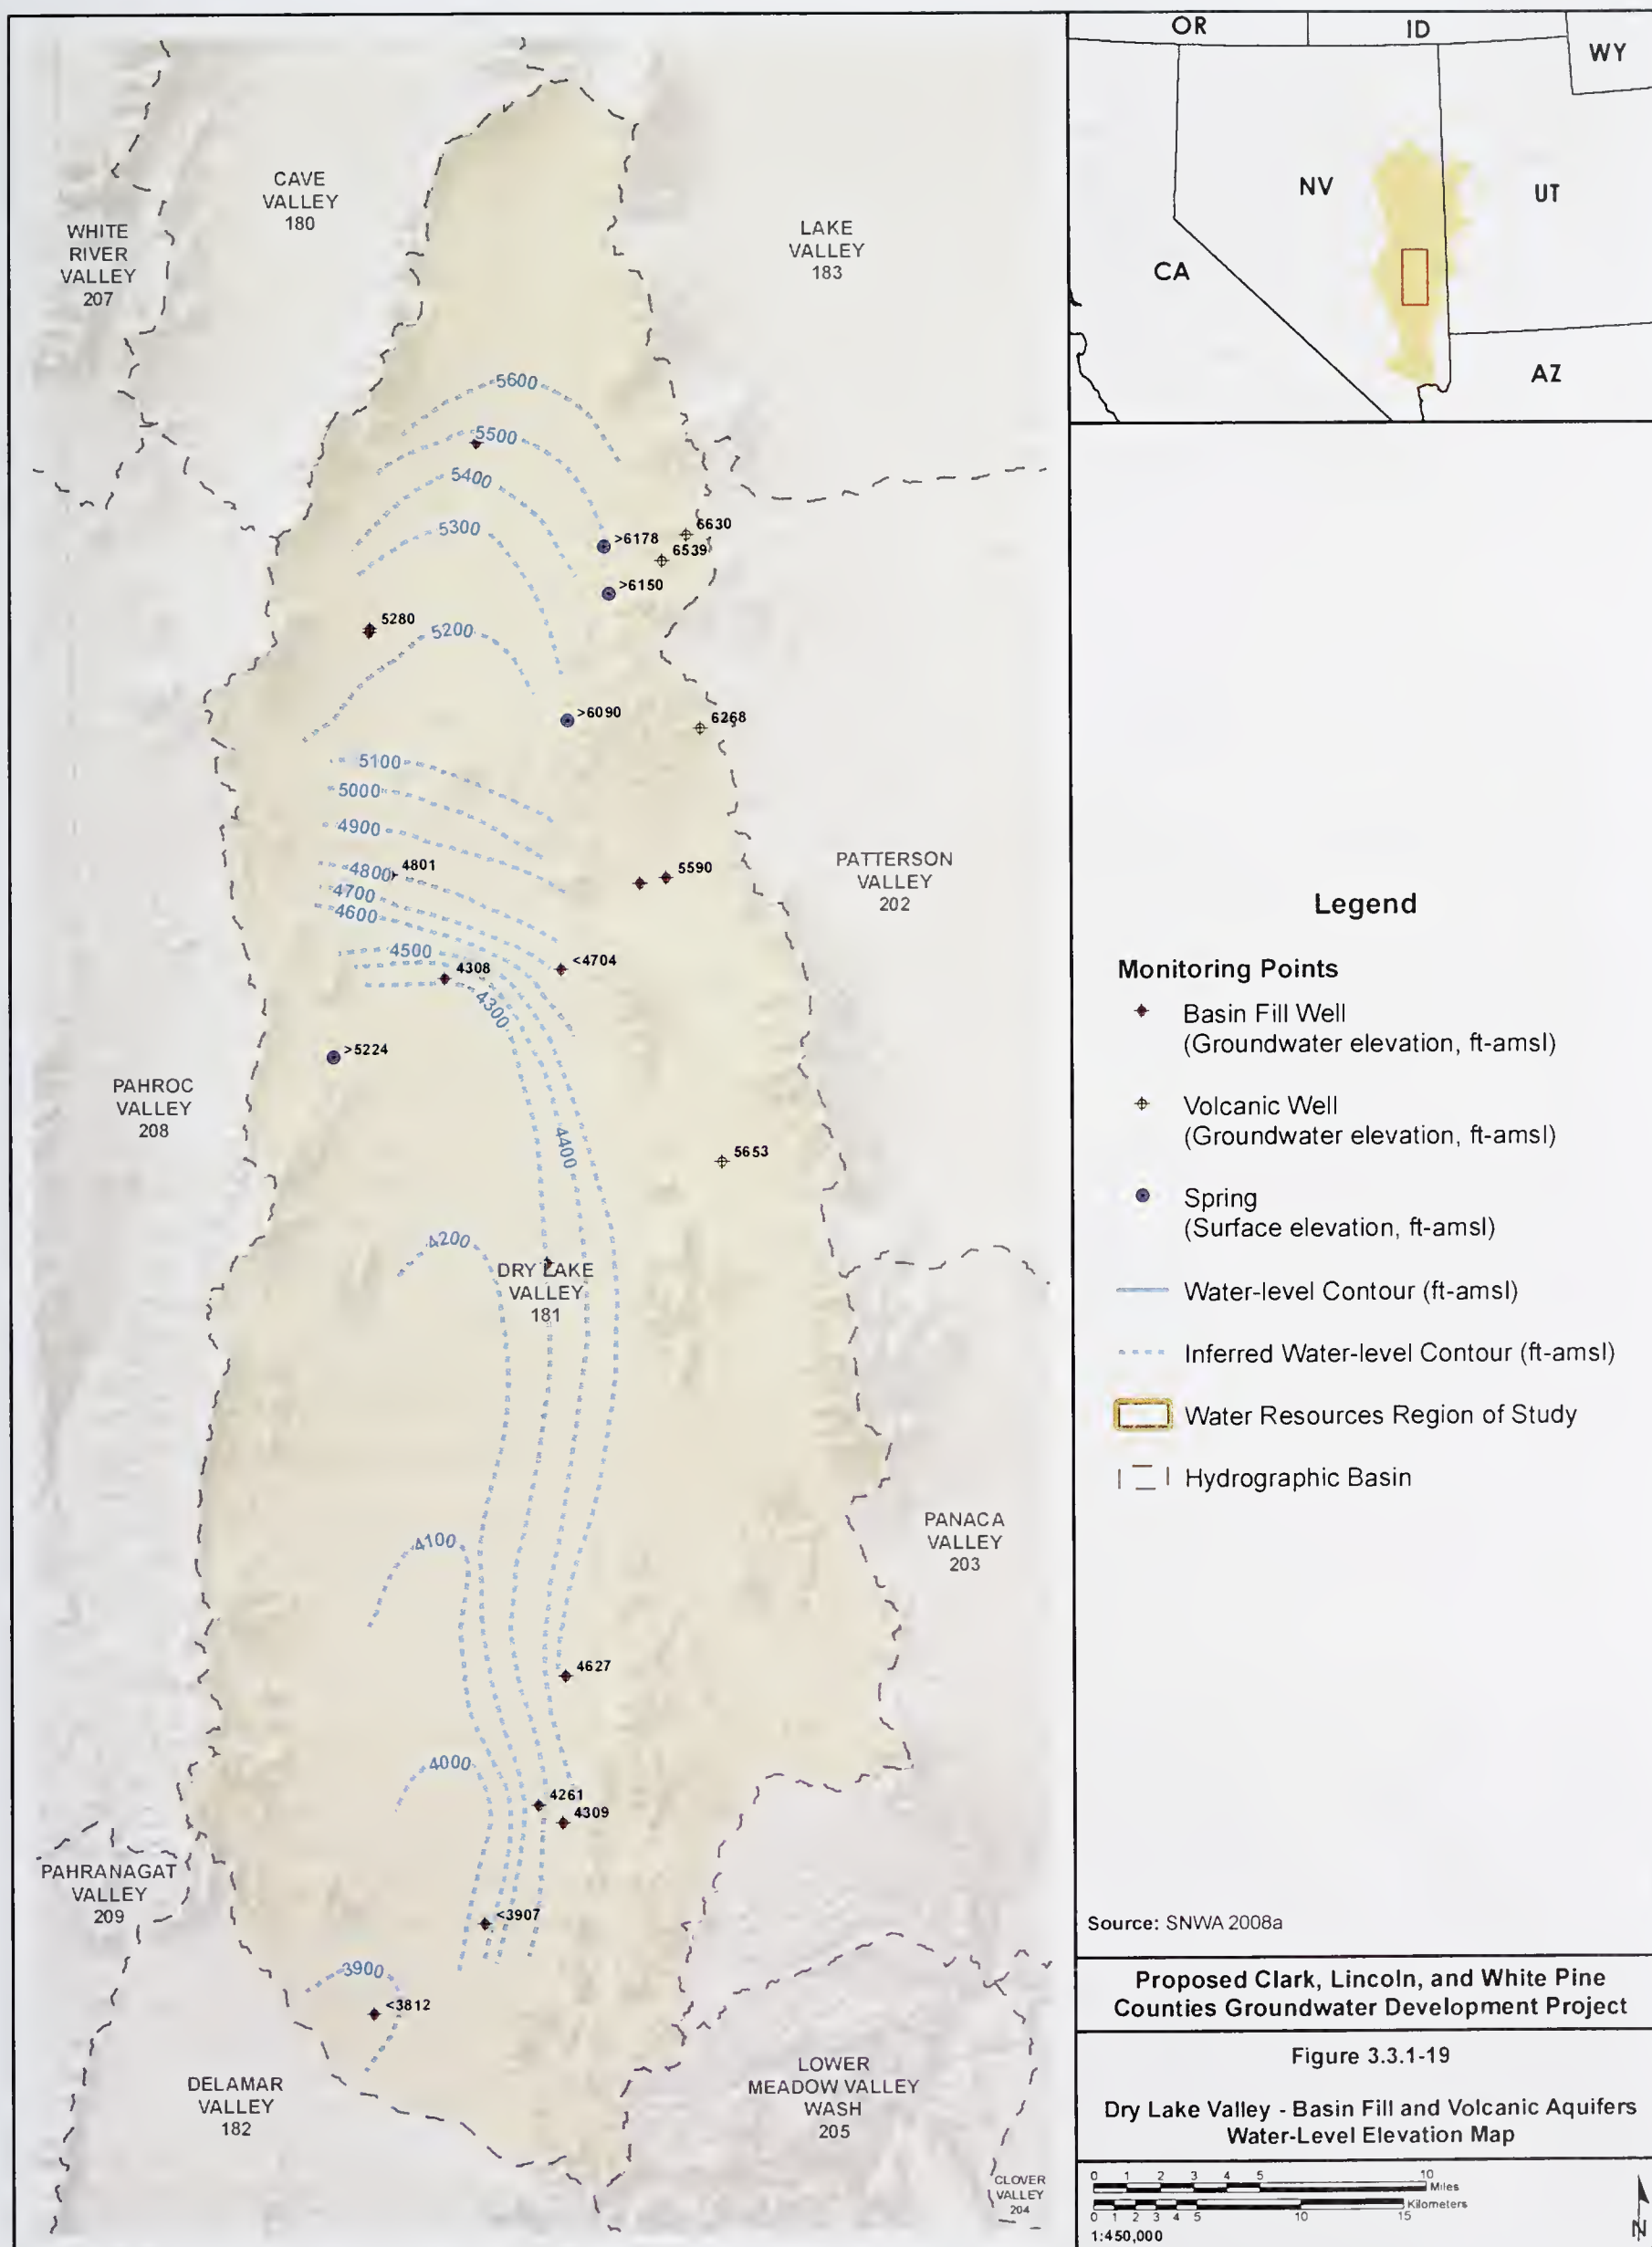 OR
ID
WY
NV
UT
CA
AZ
CAVE
VALLEY
180
WHITE
RIVER
VALLEY
207
LAKE
VALLEY
183
5600
5500
5400
5300
>6178
6630
6539
>6150
5280
5200
>6090
6268
5100
5000
4900
4800
4801
4700
4600
5590
PATTERSON
VALLEY
202
4500
4308
<4704
4300
>5224
PAHROC
VALLEY
208
4400
5653
4200
DRY LAKE
VALLEY
181
4100
PANACA
VALLEY
203
4627
4000
4261
4309
PAHRANAGAT
VALLEY
209
<3907
3900
<3812
DELAMAR
VALLEY
182
LOWER
MEADOW VALLEY
WASH
205
CLOVER
VALLEY
204
Legend
Monitoring Points
Basin Fill Well
(Groundwater elevation, ft-amsl)
Volcanic Well
(Groundwater elevation, ft-amsl)
Spring
(Surface elevation, ft-amsl)
Water-level Contour (ft-amsl)
Inferred Water-level Contour (ft-amsl)
Water Resources Region of Study
Hydrographic Basin
Source: SNWA 2008a
Proposed Clark, Lincoln, and White Pine
Counties Groundwater Development Project
Figure 3.3.1-19
Dry Lake Valley - Basin Fill and Volcanic Aquifers
Water-Level Elevation Map
0 1 2 3 4 5 10
Miles
Kilometers
0 1 2 3 4 5 10 15
1:450,000
N